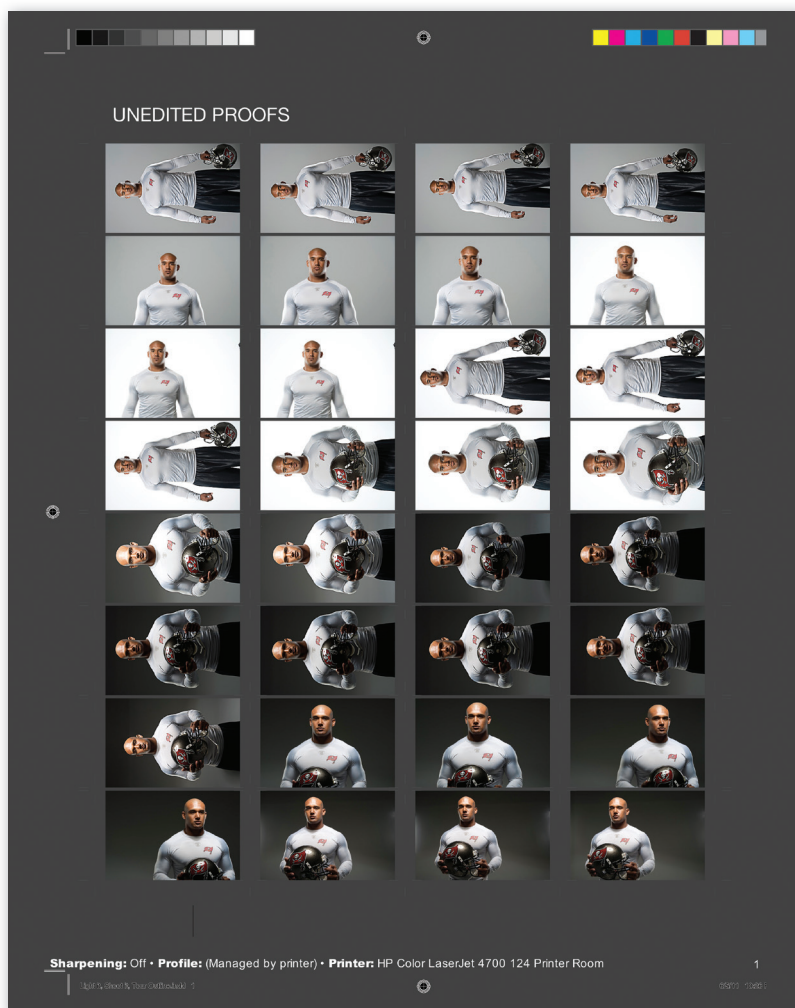 UNEDITED PROOFS
Sharpening: Off • Profile: (Managed by printer) • Printer: HP Color LaserJet 4700 124 Printer Room
1